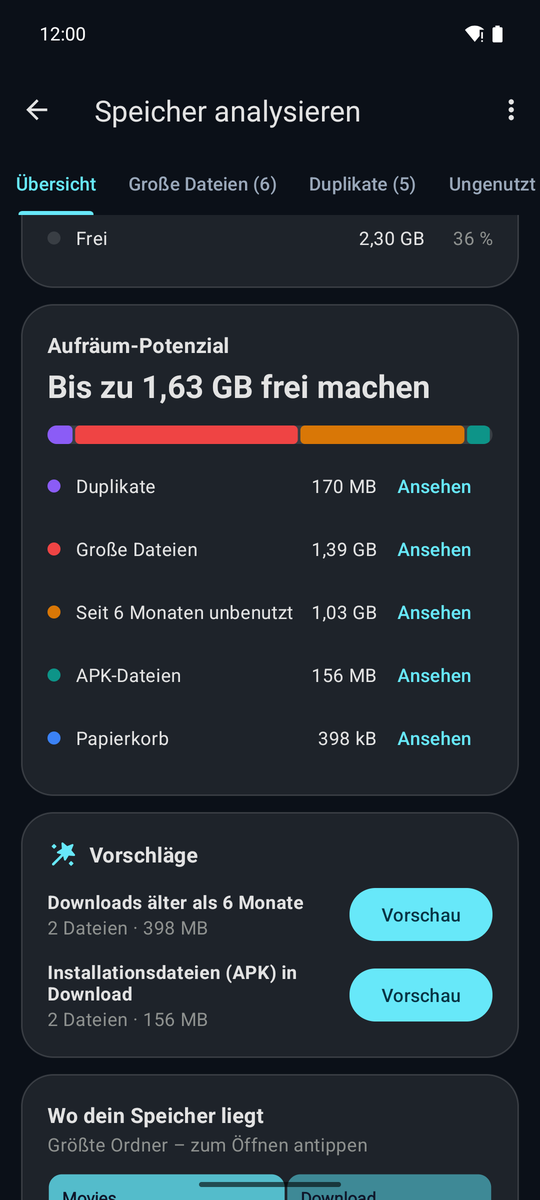 12:00
Speicher analysieren
Übersicht
Große Dateien (6)
Duplikate (5)
Ungenutzt
Frei 2,30 GB 36 %
Aufräum-Potenzial
Bis zu 1,63 GB frei machen
Duplikate 170 MB Ansehen
Große Dateien 1,39 GB Ansehen
Seit 6 Monaten unbenutzt 1,03 GB Ansehen
APK-Dateien 156 MB Ansehen
Papierkorb 398 kB Ansehen
Vorschläge
Downloads älter als 6 Monate
2 Dateien · 398 MB
Vorschau
Installationsdateien (APK) in
Download
2 Dateien · 156 MB
Vorschau
Wo dein Speicher liegt
Größte Ordner – zum Öffnen antippen
Movies
Download